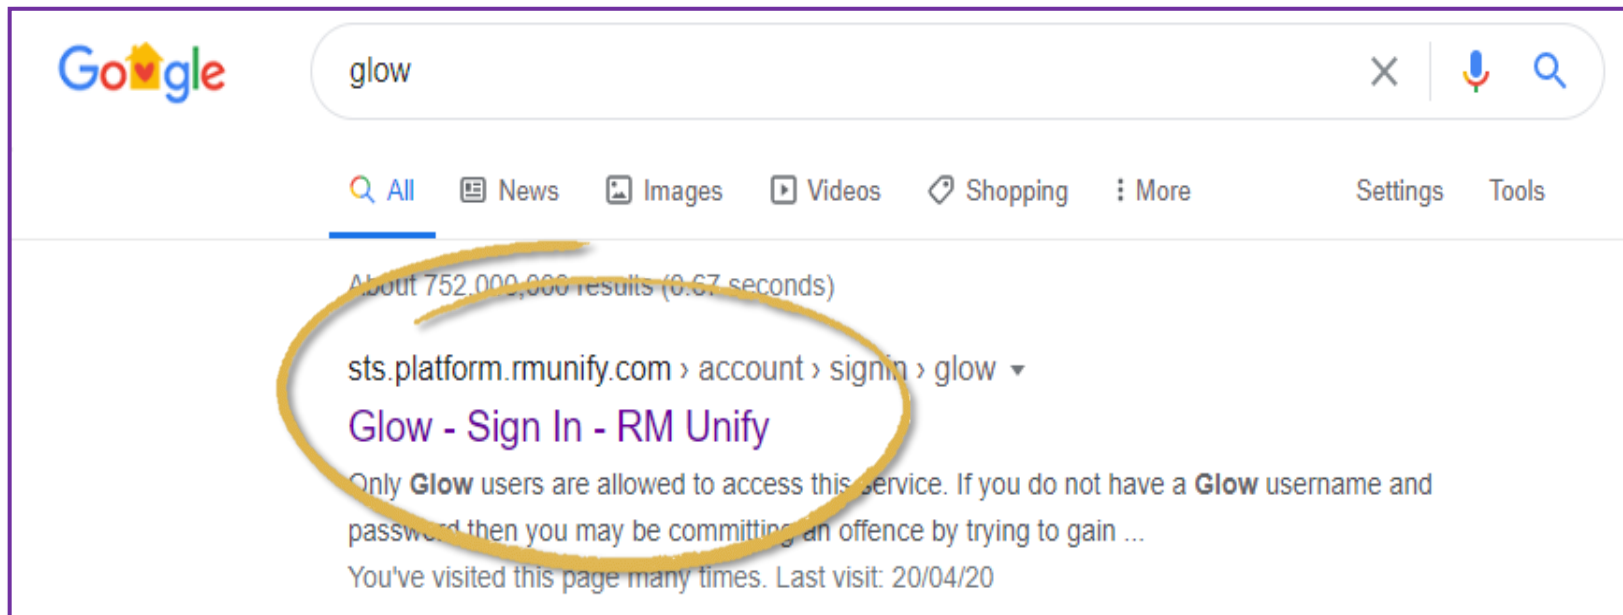 Google
glow
All News Images Videos Shopping More Settings Tools
About 752,000,000 results (0.67 seconds)
sts.platform.rmunify.com › account › signin › glow
Glow - Sign In - RM Unify
Only Glow users are allowed to access this service. If you do not have a Glow username and
password then you may be committing an offence by trying to gain ...
You've visited this page many times. Last visit: 20/04/20